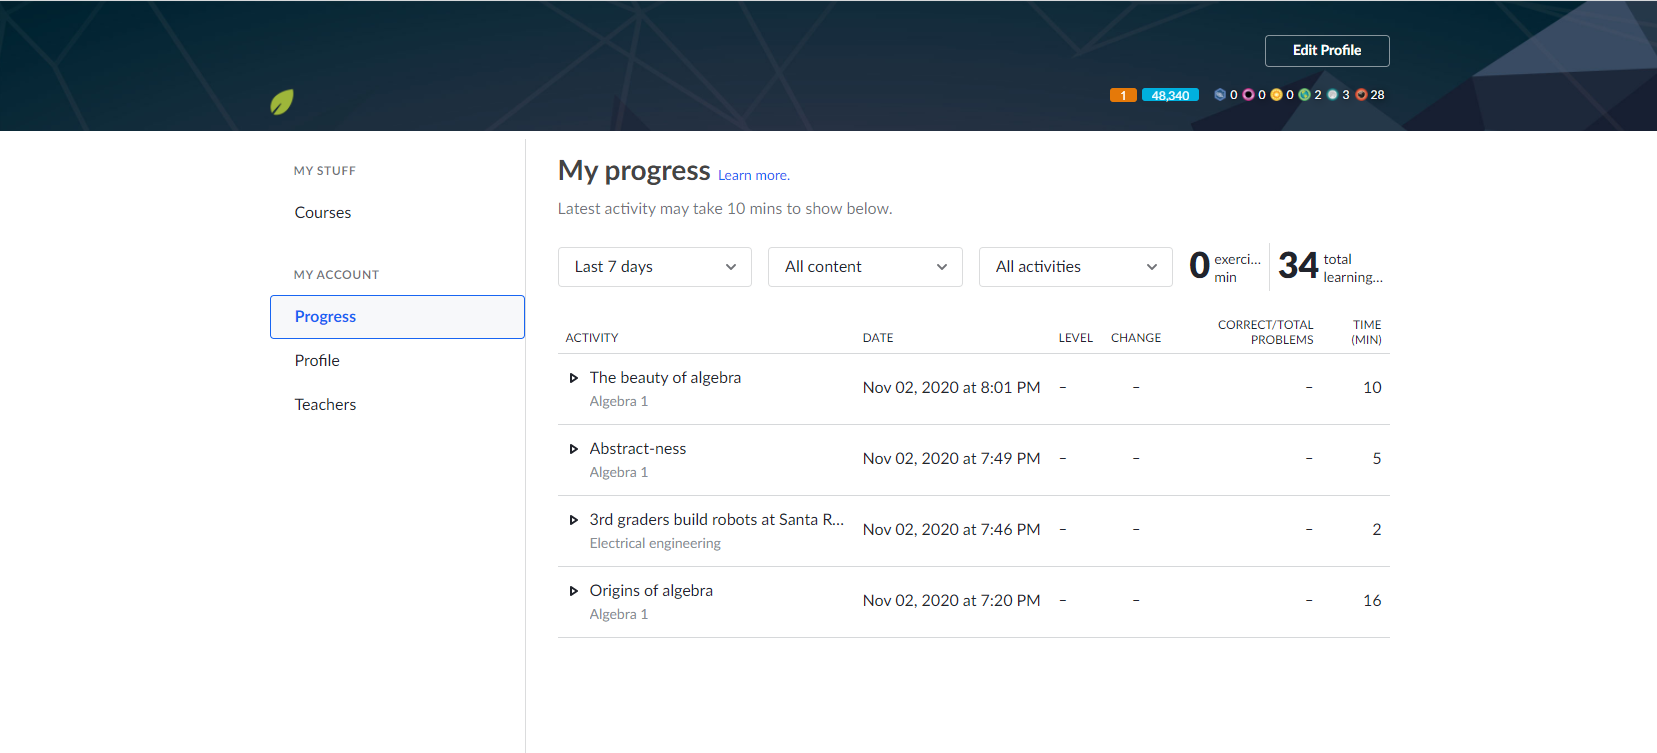 Edit Profile
1 48,340 0 0 0 2 3 28
MY STUFF
Courses
MY ACCOUNT
Progress
Profile
Teachers
My progress Learn more.
Latest activity may take 10 mins to show below.
Last 7 days All content All activities
0 exerci... min
34 total learning...
ACTIVITY DATE LEVEL CHANGE CORRECT/TOTAL PROBLEMS TIME (MIN)
The beauty of algebra
Algebra 1
Nov 02, 2020 at 8:01 PM – – – 10
Abstract-ness
Algebra 1
Nov 02, 2020 at 7:49 PM – – – 5
3rd graders build robots at Santa R...
Electrical engineering
Nov 02, 2020 at 7:46 PM – – – 2
Origins of algebra
Algebra 1
Nov 02, 2020 at 7:20 PM – – – 16